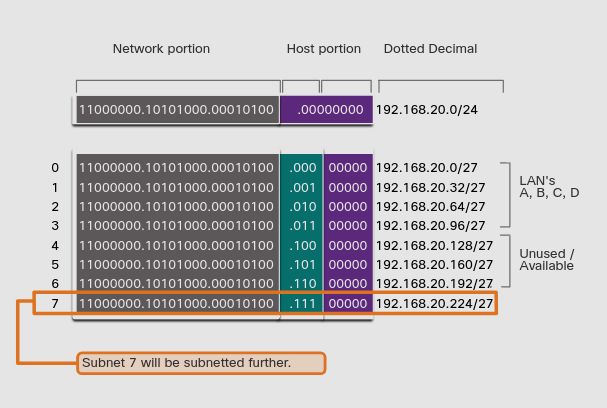 Network portion Host portion Dotted Decimal
11000000.10101000.00010100 .00000000 192.168.20.0/24
0 11000000.10101000.00010100 .000 00000 192.168.20.0/27
1 11000000.10101000.00010100 .001 00000 192.168.20.32/27
2 11000000.10101000.00010100 .010 00000 192.168.20.64/27
3 11000000.10101000.00010100 .011 00000 192.168.20.96/27
LAN's
A, B, C, D
4 11000000.10101000.00010100 .100 00000 192.168.20.128/27
5 11000000.10101000.00010100 .101 00000 192.168.20.160/27
6 11000000.10101000.00010100 .110 00000 192.168.20.192/27
Unused /
Available
7 11000000.10101000.00010100 .111 00000 192.168.20.224/27
Subnet 7 will be subnetted further.